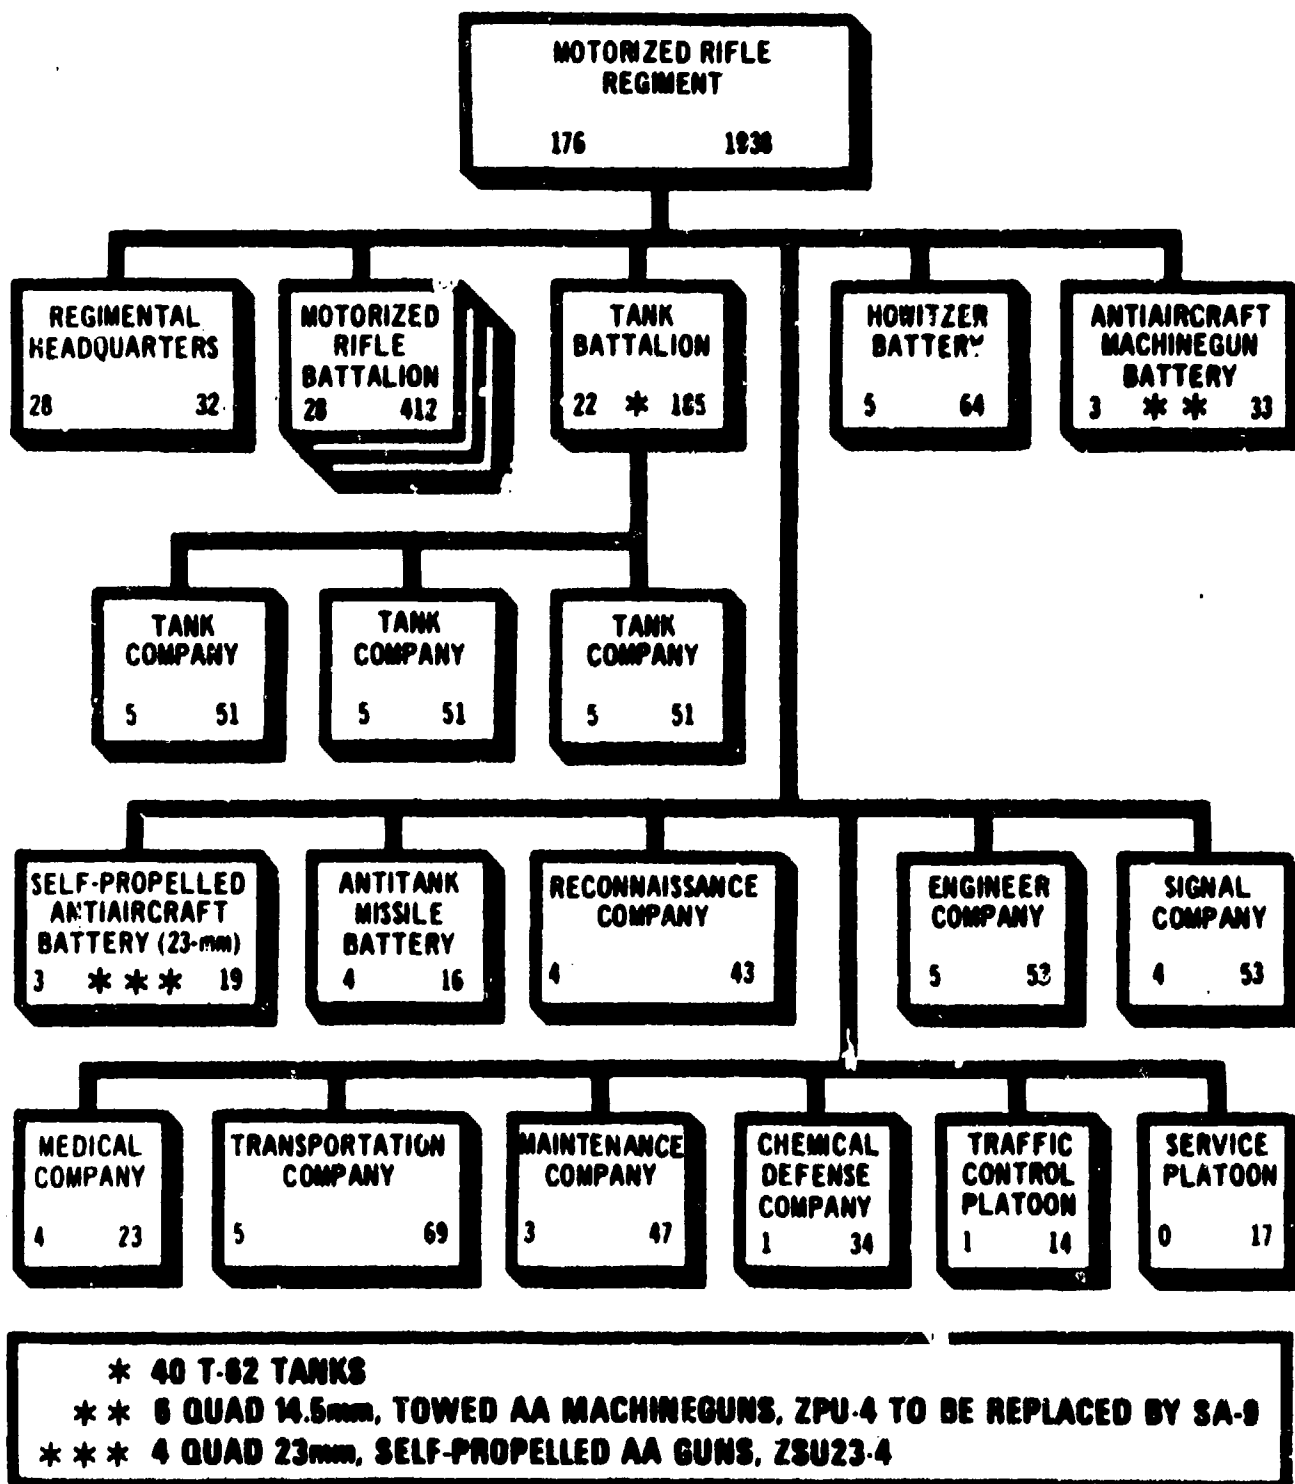 MOTORIZED RIFLE
REGIMENT
176 1938
REGIMENTAL
HEADQUARTERS
28 32
MOTORIZED
RIFLE
BATTALION
28 412
TANK
BATTALION
22 * 185
HOWITZER
BATTERY
5 64
ANTIAIRCRAFT
MACHINEGUN
BATTERY
3 ** 33
TANK
COMPANY
5 51
TANK
COMPANY
5 51
TANK
COMPANY
5 51
SELF-PROPELLED
ANTIAIRCRAFT
BATTERY (23-mm)
3 *** 19
ANTITANK
MISSILE
BATTERY
4 16
RECONNAISSANCE
COMPANY
4 43
ENGINEER
COMPANY
5 53
SIGNAL
COMPANY
4 53
MEDICAL
COMPANY
4 23
TRANSPORTATION
COMPANY
5 69
MAINTENANCE
COMPANY
3 47
CHEMICAL
DEFENSE
COMPANY
1 34
TRAFFIC
CONTROL
PLATOON
1 14
SERVICE
PLATOON
0 17
* 40 T-62 TANKS
** 6 QUAD 14.5mm, TOWED AA MACHINEGUNS, ZPU-4 TO BE REPLACED BY SA-9
*** 4 QUAD 23mm, SELF-PROPELLED AA GUNS, ZSU23-4